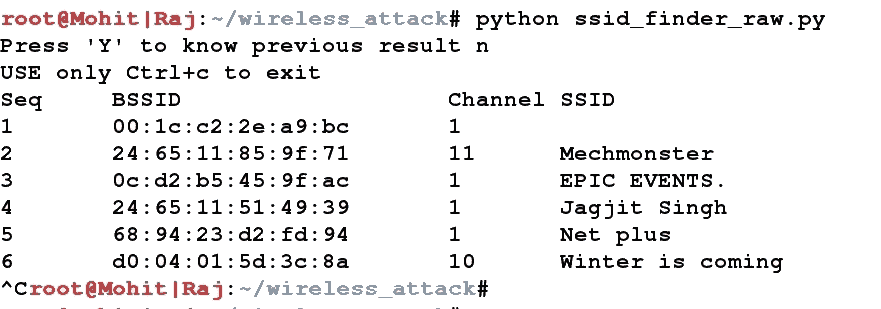 root@Mohit|Raj:~/wireless_attack# python ssid_finder_raw.py
Press 'Y' to know previous result n
USE only Ctrl+c to exit
Seq BSSID Channel SSID
1 00:1c:c2:2e:a9:bc 1
2 24:65:11:85:9f:71 11 Mechmonster
3 0c:d2:b5:45:9f:ac 1 EPIC EVENTS.
4 24:65:11:51:49:39 1 Jagjit Singh
5 68:94:23:d2:fd:94 1 Net plus
6 d0:04:01:5d:3c:8a 10 Winter is coming
^Croot@Mohit|Raj:~/wireless_attack#